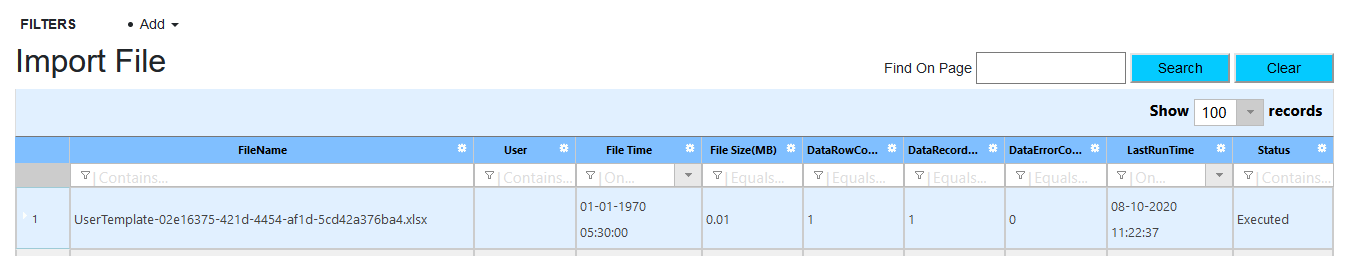 FILTERS • Add
Import File
Find On Page Search Clear
Show 100 records
FileName User File Time File Size(MB) DataRowCo... DataRecord... DataErrorCo... LastRunTime Status
|Contains... |Contains... |On... |Equals... |Equals... |Equals... |Equals... |On... |Contains...
1 UserTemplate-02e16375-421d-4454-af1d-5cd42a376ba4.xlsx 01-01-1970 0.01 1 1 0 08-10-2020 Executed
05:30:00 11:22:37